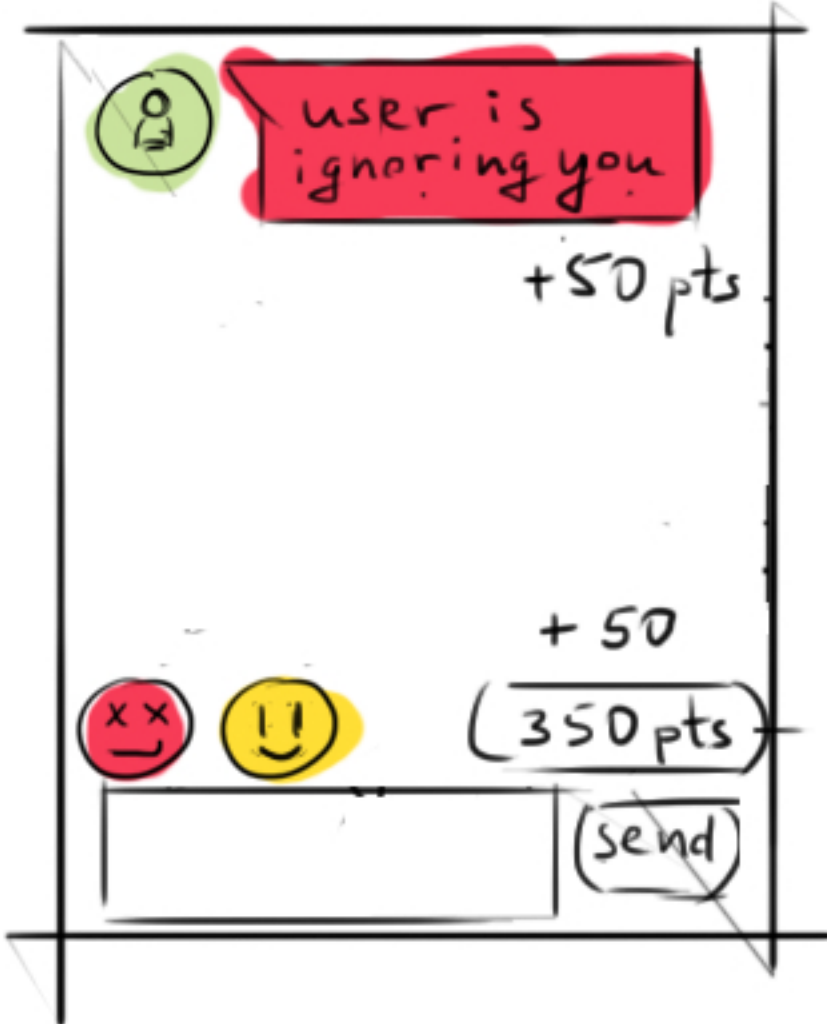 user is
ignoring you
+50 pts
+ 50
350 pts
send